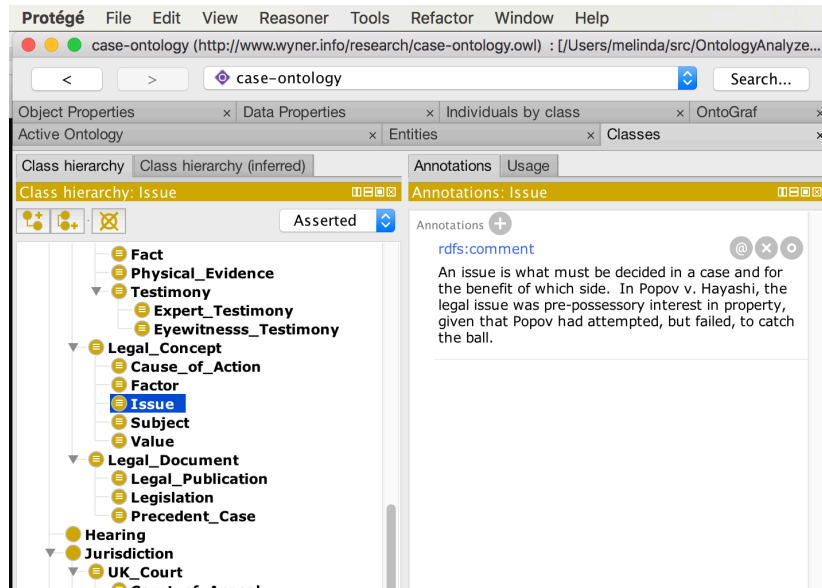 Protégé File Edit View Reasoner Tools Refactor Window Help
case-ontology (http://www.wyner.info/research/case-ontology.owl) : [/Users/melinda/src/OntologyAnalyze...
< > case-ontology Search...
Object Properties × Data Properties × Individuals by class × OntoGraf ×
Active Ontology × Entities × Classes ×
Class hierarchy Class hierarchy (inferred) Annotations Usage
Class hierarchy: Issue Annotations: Issue
Asserted
Annotations
Fact
Physical_Evidence
Testimony
Expert_Testimony
Eyewitnesss_Testimony
Legal_Concept
Cause_of_Action
Factor
Issue
Subject
Value
Legal_Document
Legal_Publication
Legislation
Precedent_Case
Hearing
Jurisdiction
UK_Court
Court_of_Appeal
rdfs:comment @ × o
An issue is what must be decided in a case and for
the benefit of which side. In Popov v. Hayashi, the
legal issue was pre-possessory interest in property,
given that Popov had attempted, but failed, to catch
the ball.